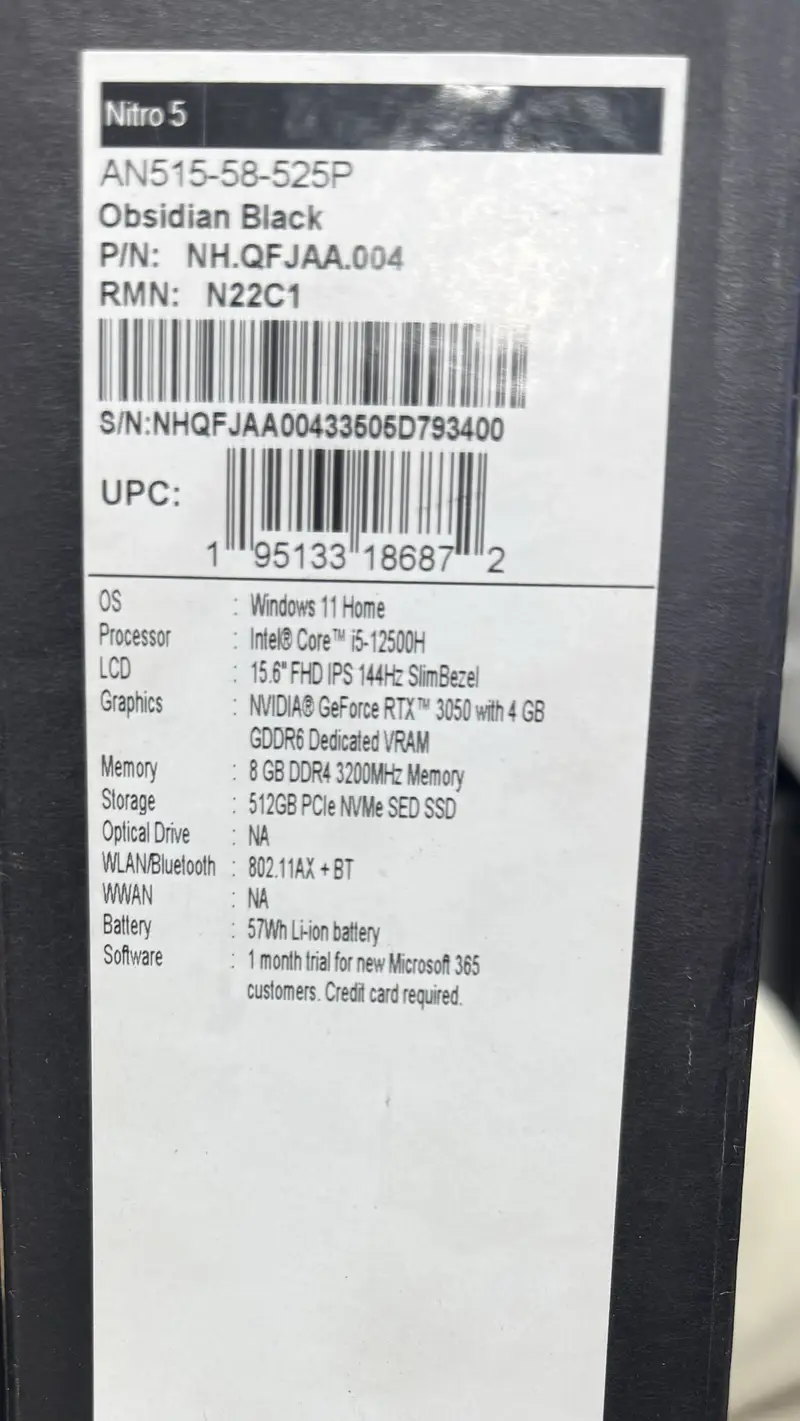 Nitro 5
AN515-58-525P
Obsidian Black
P/N: NH.QFJAA.004
RMN: N22C1
S/N:NHQFJAA00433505D793400
UPC:
1 95133 18687 2
OS : Windows 11 Home
Processor : Intel® Core™ i5-12500H
LCD : 15.6" FHD IPS 144Hz SlimBezel
Graphics : NVIDIA® GeForce RTX™ 3050 with 4 GB
GDDR6 Dedicated VRAM
Memory : 8 GB DDR4 3200MHz Memory
Storage : 512GB PCIe NVMe SED SSD
Optical Drive : NA
WLAN/Bluetooth : 802.11AX + BT
WWAN : NA
Battery : 57Wh Li-ion battery
Software : 1 month trial for new Microsoft 365
customers. Credit card required.